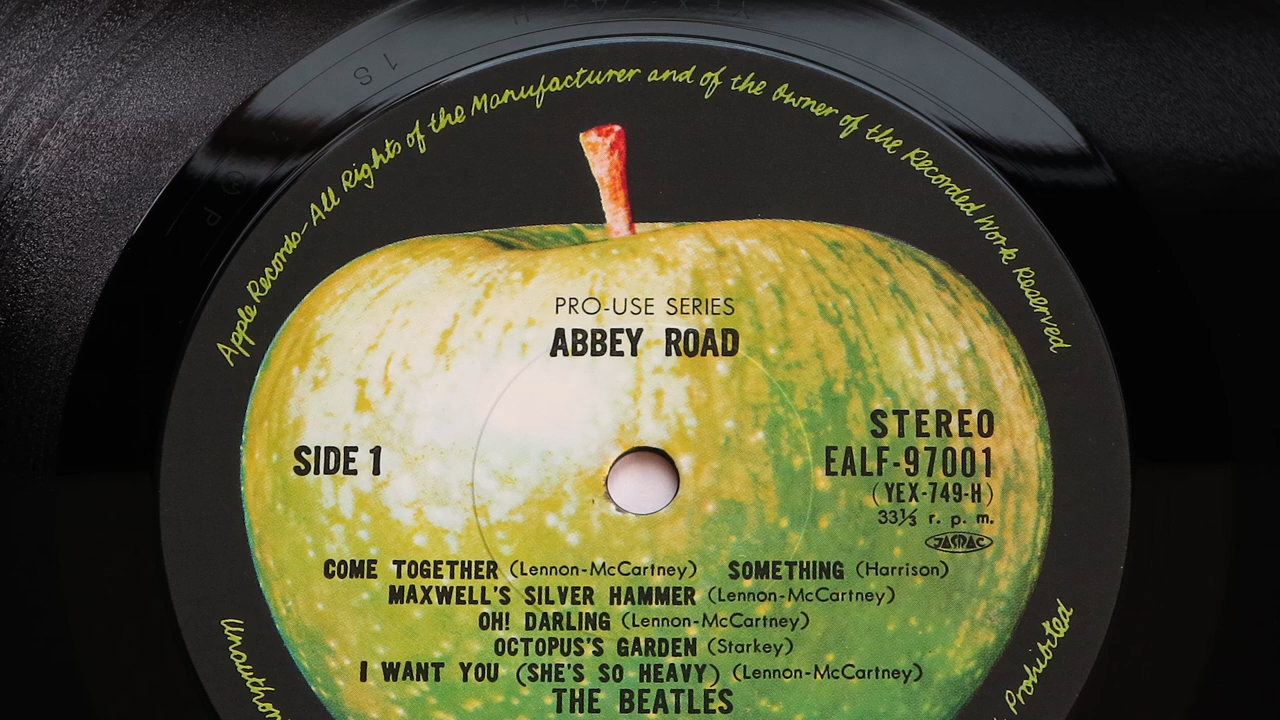 Apple Records-All Rights of the Manufacturer and of the Owner of the Recorded Work Reserved
PRO-USE SERIES
ABBEY ROAD
SIDE 1
STEREO
EALF-97001
(YEX-749-H)
33⅓ r. p. m.
JASRAC
COME TOGETHER (Lennon-McCartney) SOMETHING (Harrison)
MAXWELL'S SILVER HAMMER (Lennon-McCartney)
OH! DARLING (Lennon-McCartney)
OCTOPUS'S GARDEN (Starkey)
I WANT YOU (SHE'S SO HEAVY) (Lennon-McCartney)
THE BEATLES
Prohibited